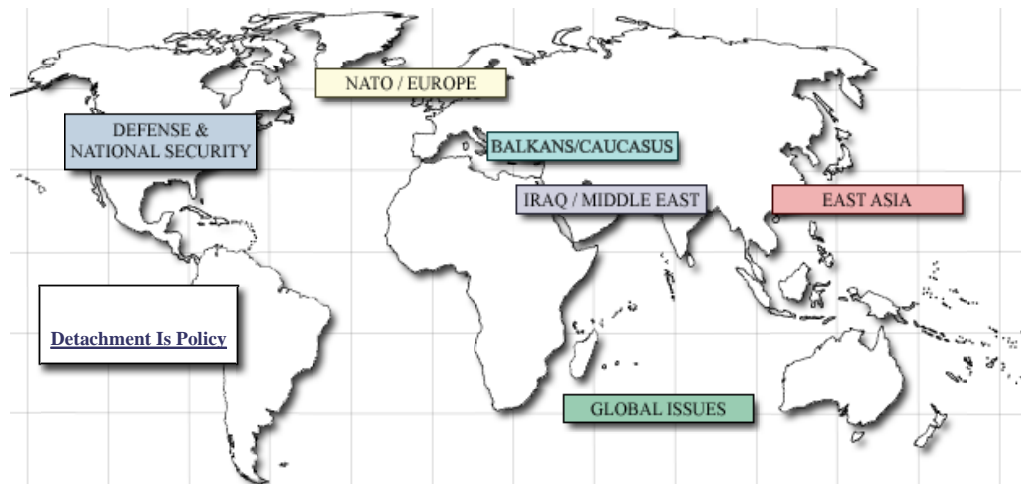 NATO / EUROPE
DEFENSE &
NATIONAL SECURITY
BALKANS/CAUCASUS
IRAQ / MIDDLE EAST
EAST ASIA
Detachment Is Policy
GLOBAL ISSUES